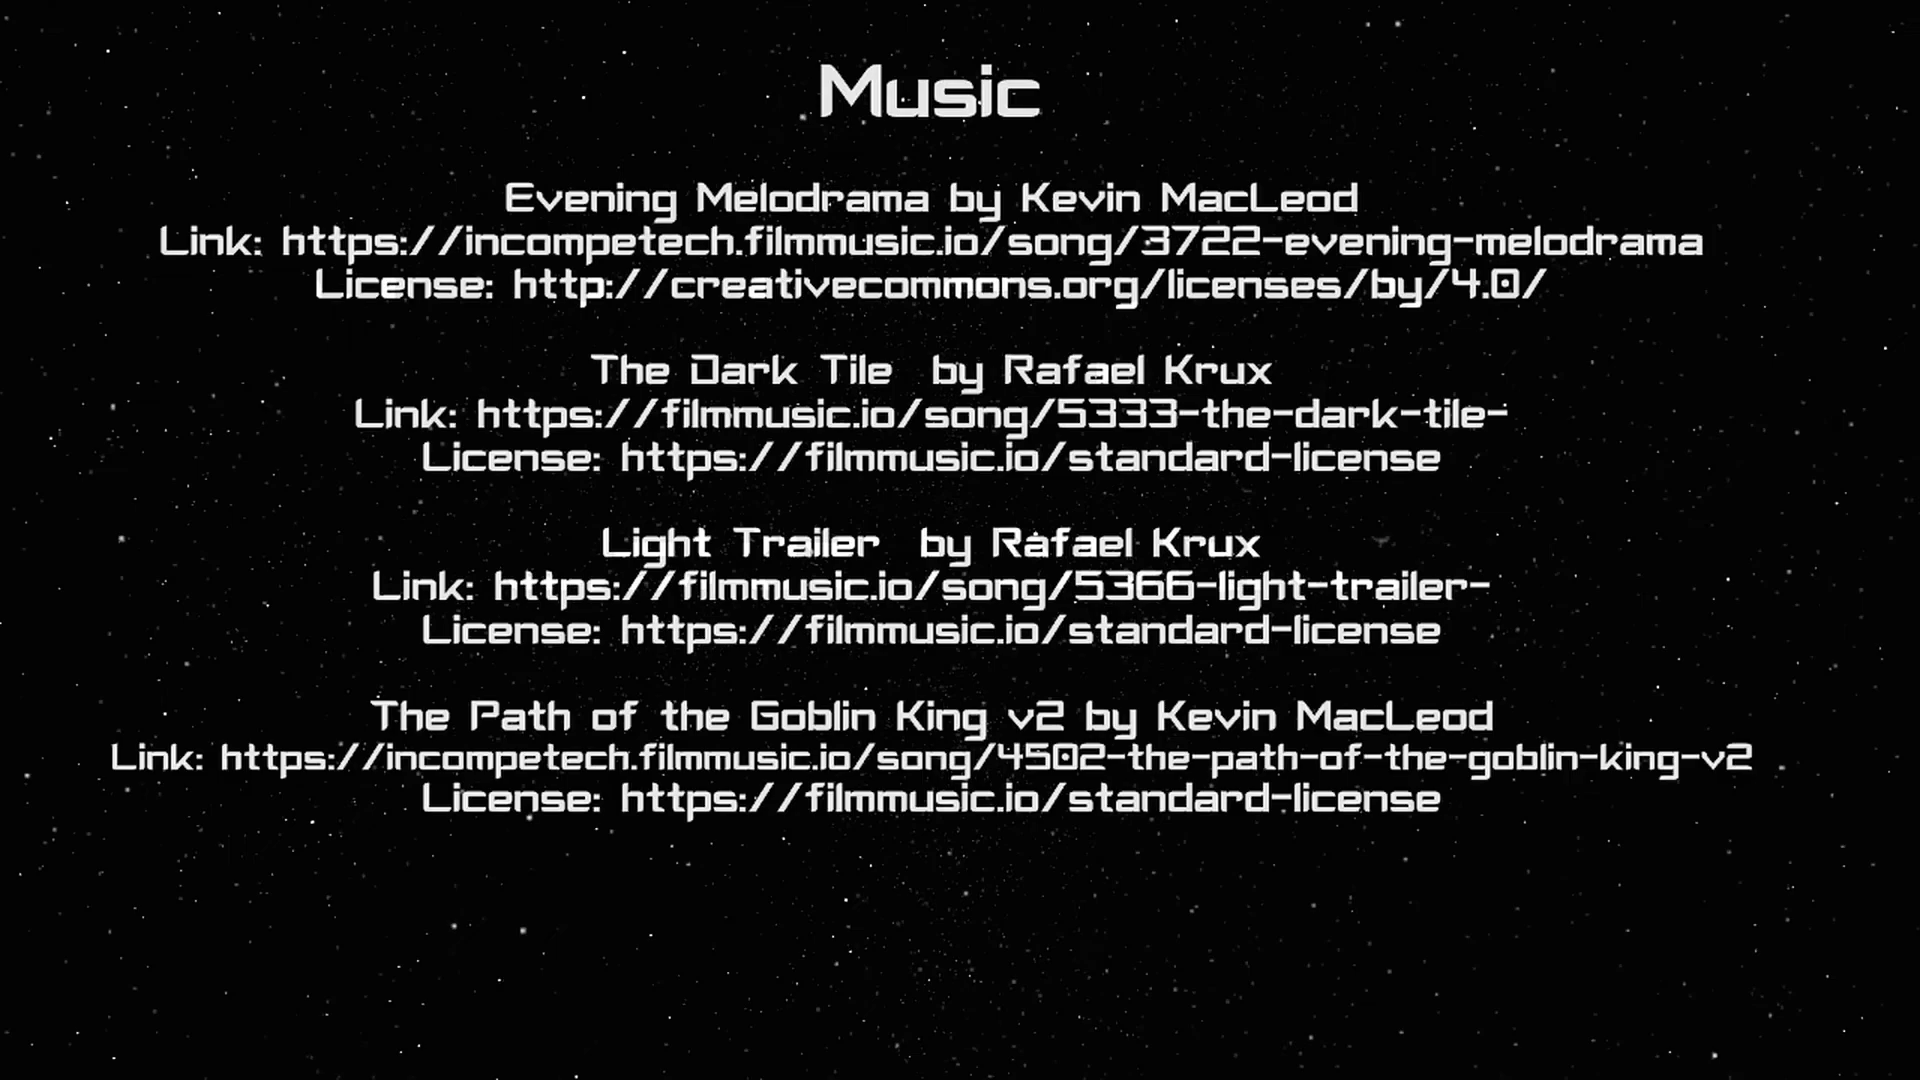 Music
Evening Melodrama by Kevin MacLeod
Link: https://incompetech.filmmusic.io/song/3722-evening-melodrama
License: http://creativecommons.org/licenses/by/4.0/
The Dark Tile  by Rafael Krux
Link: https://filmmusic.io/song/5333-the-dark-tile-
License: https://filmmusic.io/standard-license
Light Trailer  by Rafael Krux
Link: https://filmmusic.io/song/5366-light-trailer-
License: https://filmmusic.io/standard-license
The Path of the Goblin King v2 by Kevin MacLeod
Link: https://incompetech.filmmusic.io/song/4502-the-path-of-the-goblin-king-v2
License: https://filmmusic.io/standard-license